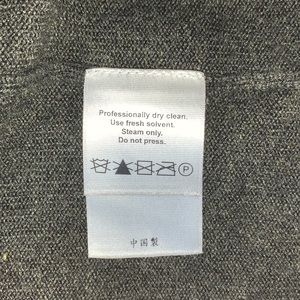 Professionally dry clean.
Use fresh solvent.
Steam only.
Do not press.
P
中国製